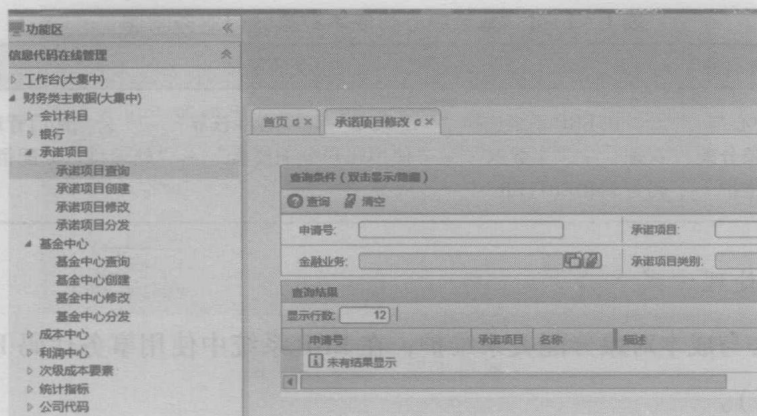 功能区
信息代码在线管理
工作台(大集中)
财务类主数据(大集中)
会计科目
银行
承诺项目
承诺项目查询
承诺项目创建
承诺项目修改
承诺项目分发
基金中心
基金中心查询
基金中心创建
基金中心修改
基金中心分发
成本中心
利润中心
次级成本要素
统计指标
公司代码
首页 承诺项目修改
查询条件(双击显示/隐藏)
查询 清空
申请号: 承诺项目:
金融业务: 承诺项目类别:
查询结果
显示行数: 12
申请号 承诺项目 名称 描述
未有结果显示